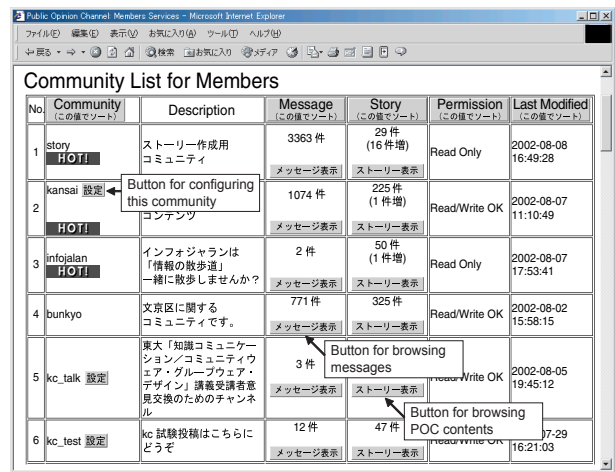 Public Opinion Channel: Members Services - Microsoft Internet Explorer
ファイル(F) 編集(E) 表示(V) お気に入り(A) ツール(T) ヘルプ(H)
戻る 検索 お気に入り メディア
Community List for Members
No. Community Description Message Story Permission Last Modified
(この値でソート) (この値でソート) (この値でソート) (この値でソート) (この値でソート)
1 story HOT! ストーリー作成用 3363 件 29 件 Read Only 2002-08-08
コミュニティ (16 件増) 16:49:28
メッセージ表示 ストーリー表示
2 kansai 設定 HOT! 1074 件 225 件 Read/Write OK 2002-08-07
コンテンツ (1 件増) 11:10:49
メッセージ表示 ストーリー表示
Button for configuring
this community
3 infojalan HOT! インフォジャランは 2 件 50 件 Read Only 2002-08-07
「情報の散歩道」 (1 件増) 17:53:41
一緒に散歩しませんか？ メッセージ表示 ストーリー表示
4 bunkyo 文京区に関する 771 件 325 件 Read/Write OK 2002-08-02
コミュニティです。 メッセージ表示 ストーリー表示 15:58:15
Button for browsing
messages
5 kc_talk 設定 東大「知識コミュニケー 3 件 Read/Write OK 2002-08-05
ション／コミュニティウ 19:45:12
ェア・グループウェア・
デザイン」講義受講者意
見交換のためのチャンネ
ル
メッセージ表示 ストーリー表示
Button for browsing
POC contents
6 kc_test 設定 kc 試験投稿はこちらに 12 件 47 件 Read/Write OK 07-29
どうぞ メッセージ表示 ストーリー表示 16:21:03